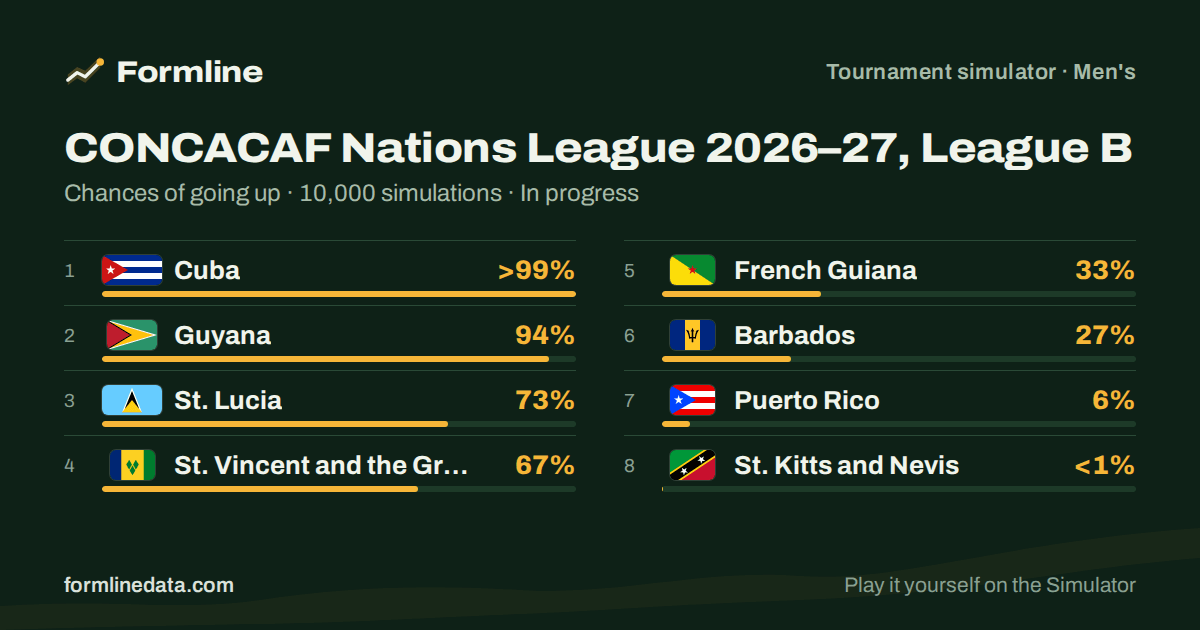 Formline
Tournament simulator · Men's
CONCACAF Nations League 2026–27, League B
Chances of going up · 10,000 simulations · In progress
1 Cuba >99%
2 Guyana 94%
3 St. Lucia 73%
4 St. Vincent and the Gr... 67%
5 French Guiana 33%
6 Barbados 27%
7 Puerto Rico 6%
8 St. Kitts and Nevis <1%
formlinedata.com
Play it yourself on the Simulator